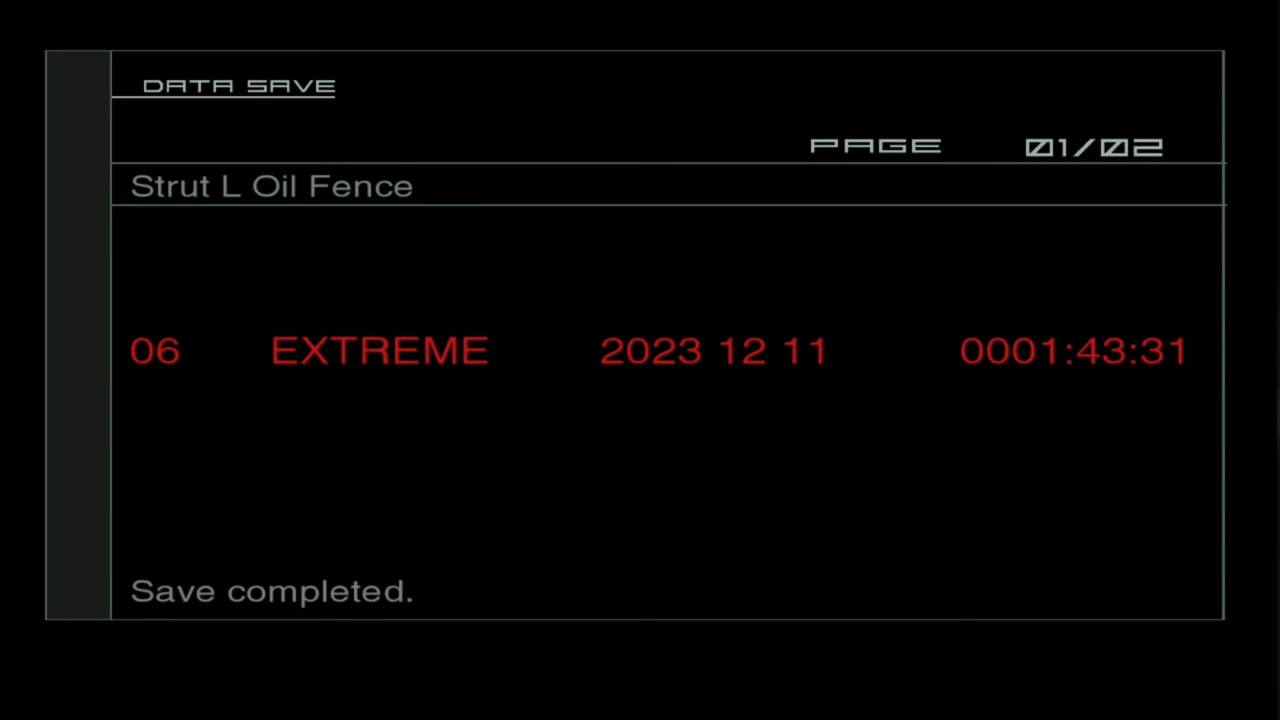 DATA SAVE
PAGE 01/02
Strut L Oil Fence
06 EXTREME 2023 12 11 0001:43:31
Save completed.